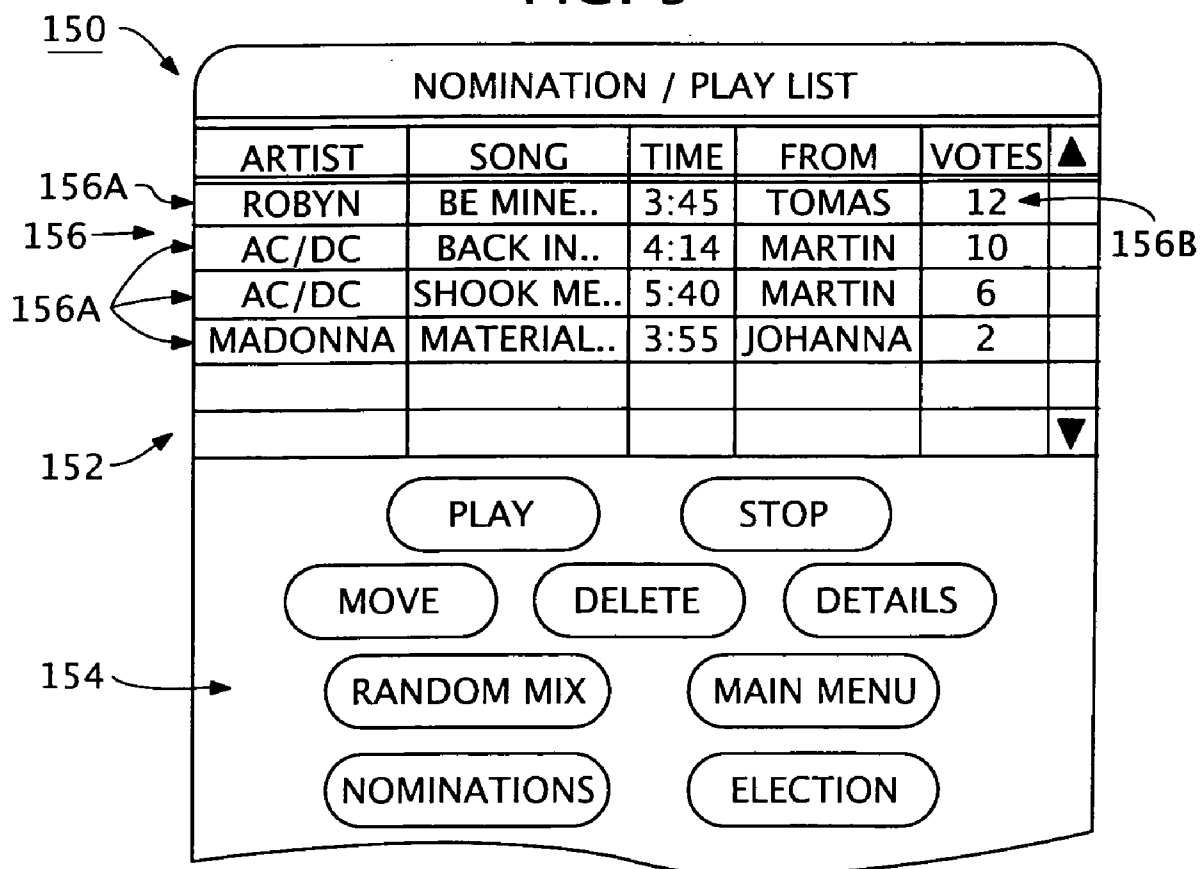 150
NOMINATION / PLAY LIST
ARTIST SONG TIME FROM VOTES ▲
156A ROBYN BE MINE.. 3:45 TOMAS 12
156 AC/DC BACK IN.. 4:14 MARTIN 10 156B
156A AC/DC SHOOK ME.. 5:40 MARTIN 6
MADONNA MATERIAL.. 3:55 JOHANNA 2
152 ▼
PLAY STOP
MOVE DELETE DETAILS
154 RANDOM MIX MAIN MENU
NOMINATIONS ELECTION